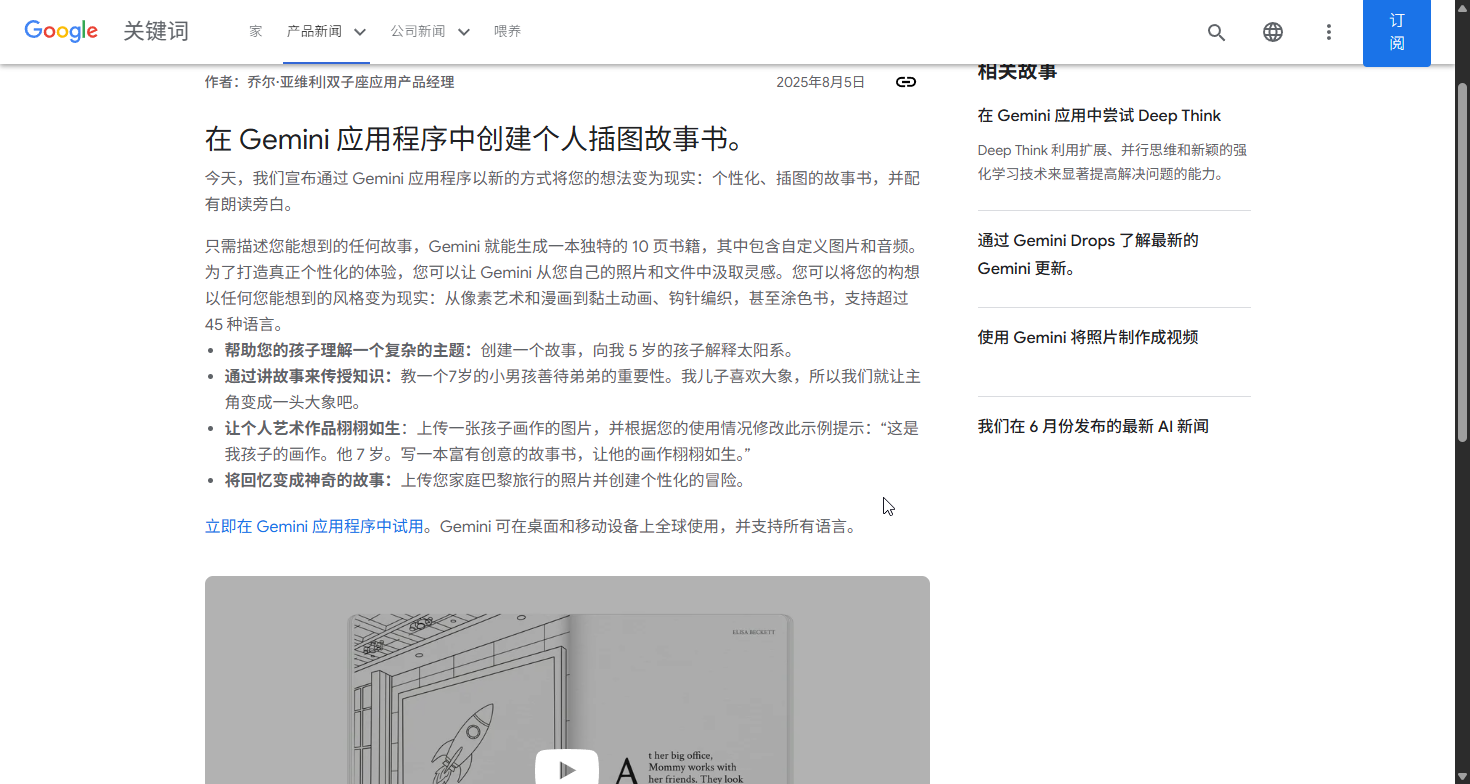 Google 关键词 家 产品新闻 公司新闻 喂养 订阅
作者：乔尔·亚维利|双子座应用产品经理 2025年8月5日
在 Gemini 应用程序中创建个人插图故事书。
今天，我们宣布通过 Gemini 应用程序以新的方式将您的想法变为现实：个性化、插图的故事书，并配
有朗读旁白。
只需描述您能想到的任何故事，Gemini 就能生成一本独特的 10 页书籍，其中包含自定义图片和音频。
为了打造真正个性化的体验，您可以让 Gemini 从您自己的照片和文件中汲取灵感。您可以将您的构想
以任何您能想到的风格变为现实：从像素艺术和漫画到黏土动画、钩针编织，甚至涂色书，支持超过
45 种语言。
• 帮助您的孩子理解一个复杂的主题：创建一个故事，向我 5 岁的孩子解释太阳系。
• 通过讲故事来传授知识：教一个7岁的小男孩善待弟弟的重要性。我儿子喜欢大象，所以我们就让主
角变成一头大象吧。
• 让个人艺术作品栩栩如生：上传一张孩子画作的图片，并根据您的使用情况修改此示例提示：“这是
我孩子的画作。他 7 岁。写一本富有创意的故事书，让他的画作栩栩如生。”
• 将回忆变成神奇的故事：上传您家庭巴黎旅行的照片并创建个性化的冒险。
立即在 Gemini 应用程序中试用。Gemini 可在桌面和移动设备上全球使用，并支持所有语言。
ELISA BECKETT
At her big office,
Mommy works with
her friends. They look
相关故事
在 Gemini 应用中尝试 Deep Think
Deep Think 利用扩展、并行思维和新颖的强
化学习技术来显著提高解决问题的能力。
通过 Gemini Drops 了解最新的
Gemini 更新。
使用 Gemini 将照片制作成视频
我们在 6 月份发布的最新 AI 新闻